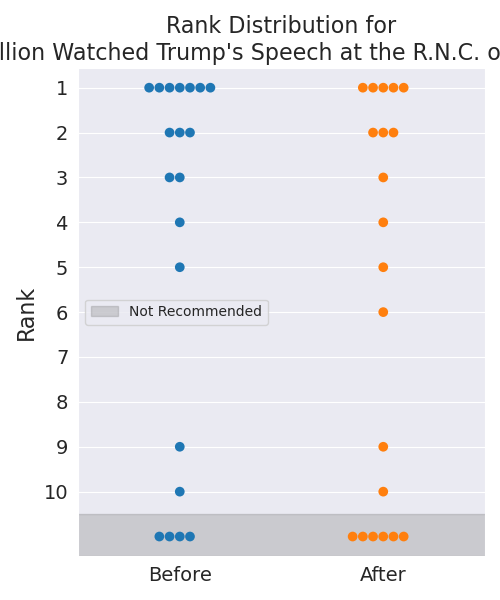 Rank Distribution for
llion Watched Trump's Speech at the R.N.C. o
1
2
3
4
5
6
7
8
9
10
Rank
Not Recommended
Before
After